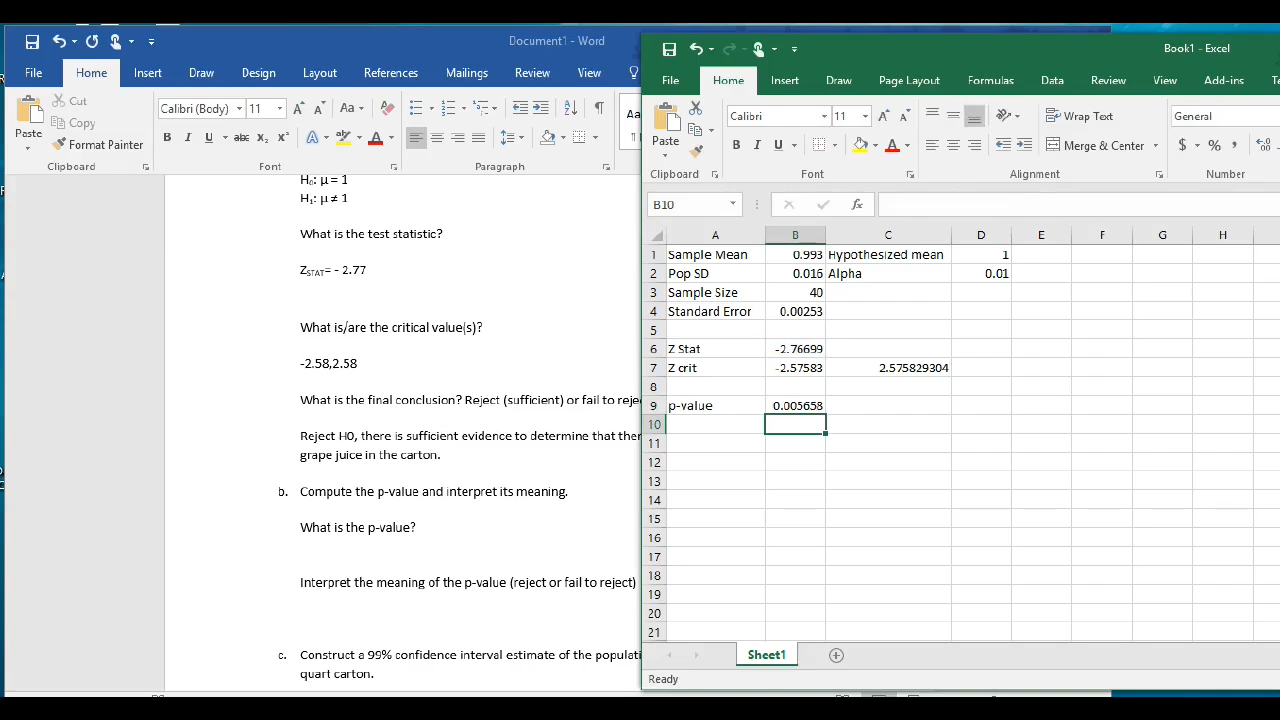 Document1 - Word
File Home Insert Draw Design Layout References Mailings Review View
Cut
Copy
Paste
Format Painter
Calibri (Body) 11
Clipboard Font Paragraph
H₀: µ = 1
H₁: µ ≠ 1
What is the test statistic?
ZSTAT= - 2.77
What is/are the critical value(s)?
-2.58,2.58
What is the final conclusion? Reject (sufficient) or fail to
Reject H0, there is sufficient evidence to determine that
grape juice in the carton.
b. Compute the p-value and interpret its meaning.
What is the p-value?
Interpret the meaning of the p-value (reject or fail to reject)
c. Construct a 99% confidence interval estimate of the
quart carton.
Book1 - Excel
File Home Insert Draw Page Layout Formulas Data Review View Add-ins
Paste
Calibri 11
Wrap Text
Merge & Center
General
Clipboard Font Alignment Number
B10
A B C D E F G H
1 Sample Mean 0.993 Hypothesized mean 1
2 Pop SD 0.016 Alpha 0.01
3 Sample Size 40
4 Standard Error 0.00253
5
6 Z Stat -2.76699
7 Z crit -2.57583 2.575829304
8
9 p-value 0.005658
10
11
12
13
14
15
16
17
18
19
20
21
Sheet1
Ready